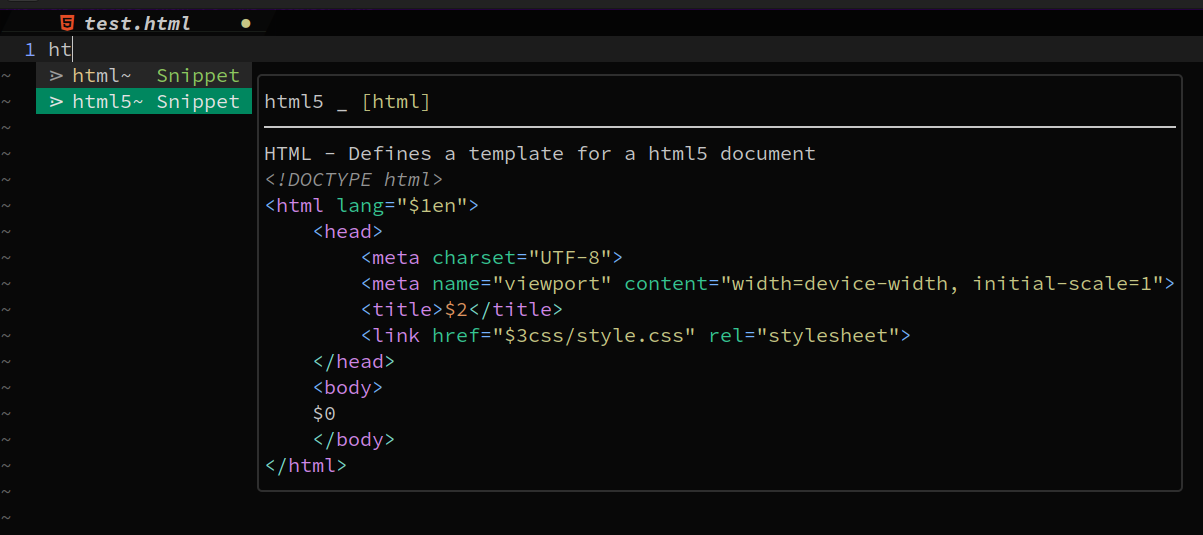 test.html ●
1 ht
~ html~ Snippet
~ html5~ Snippet
html5 _ [html]
~
~ HTML – Defines a template for a html5 document
~ <!DOCTYPE html>
~ <html lang="$1en">
~     <head>
~         <meta charset="UTF-8">
~         <meta name="viewport" content="width=device-width, initial-scale=1">
~         <title>$2</title>
~         <link href="$3css/style.css" rel="stylesheet">
~     </head>
~     <body>
~     $0
~     </body>
~ </html>
~
~